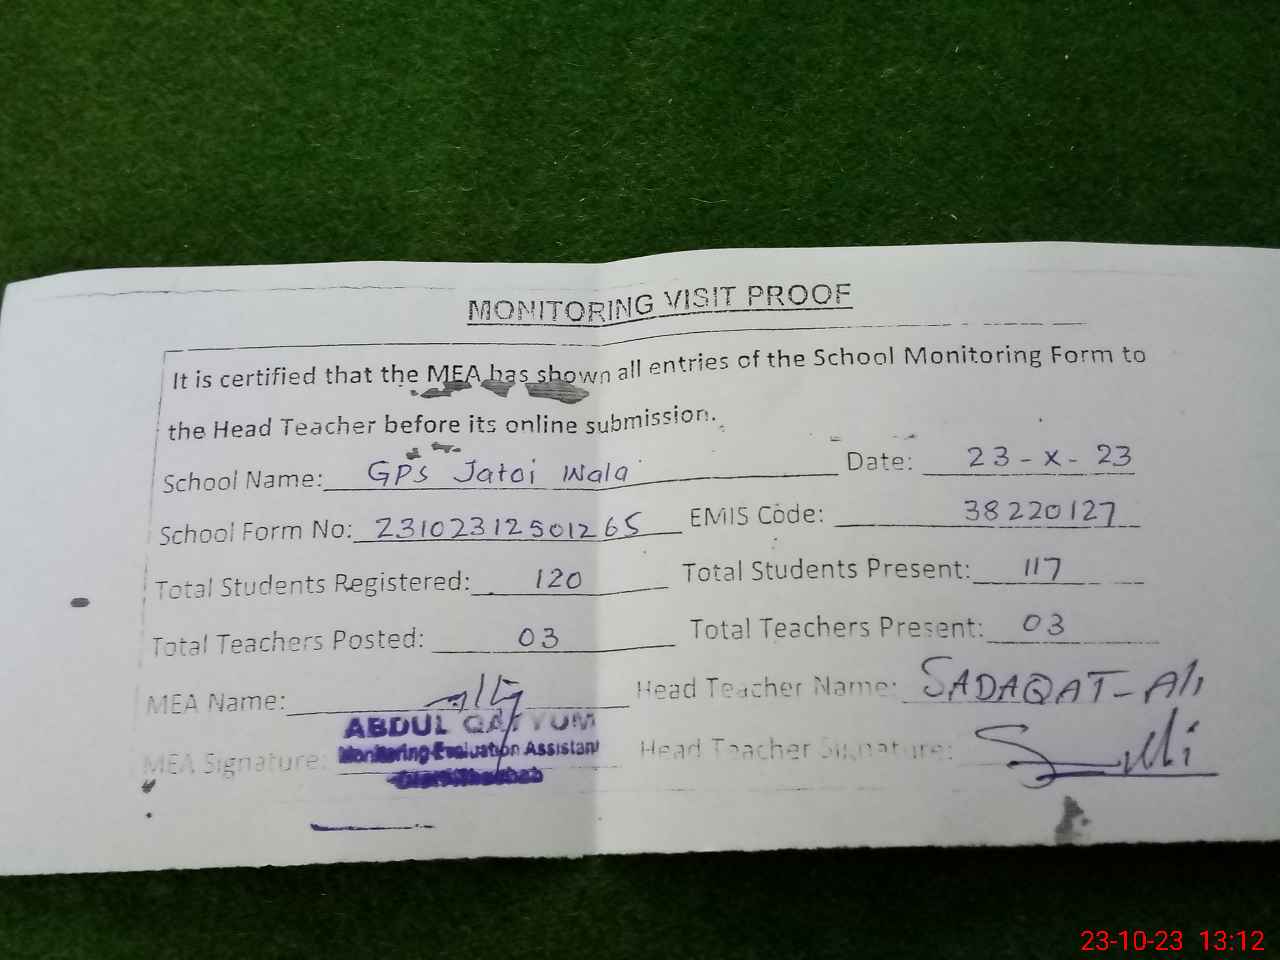 MONITORING VISIT PROOF
It is certified that the MEA has shown all entries of the School Monitoring Form to
the Head Teacher before its online submission.
School Name: GPS Jatoi Wala Date: 23-X-23
School Form No: 23102312501265 EMIS Code: 38220127
Total Students Registered: 120 Total Students Present: 117
Total Teachers Posted: 03 Total Teachers Present: 03
MEA Name: Head Teacher Name: SADAQAT-Ali
ABDUL QAYYUM
Monitoring Evaluation Assistant
MEA Signature: Head Teacher Signature:
23-10-23 13:12